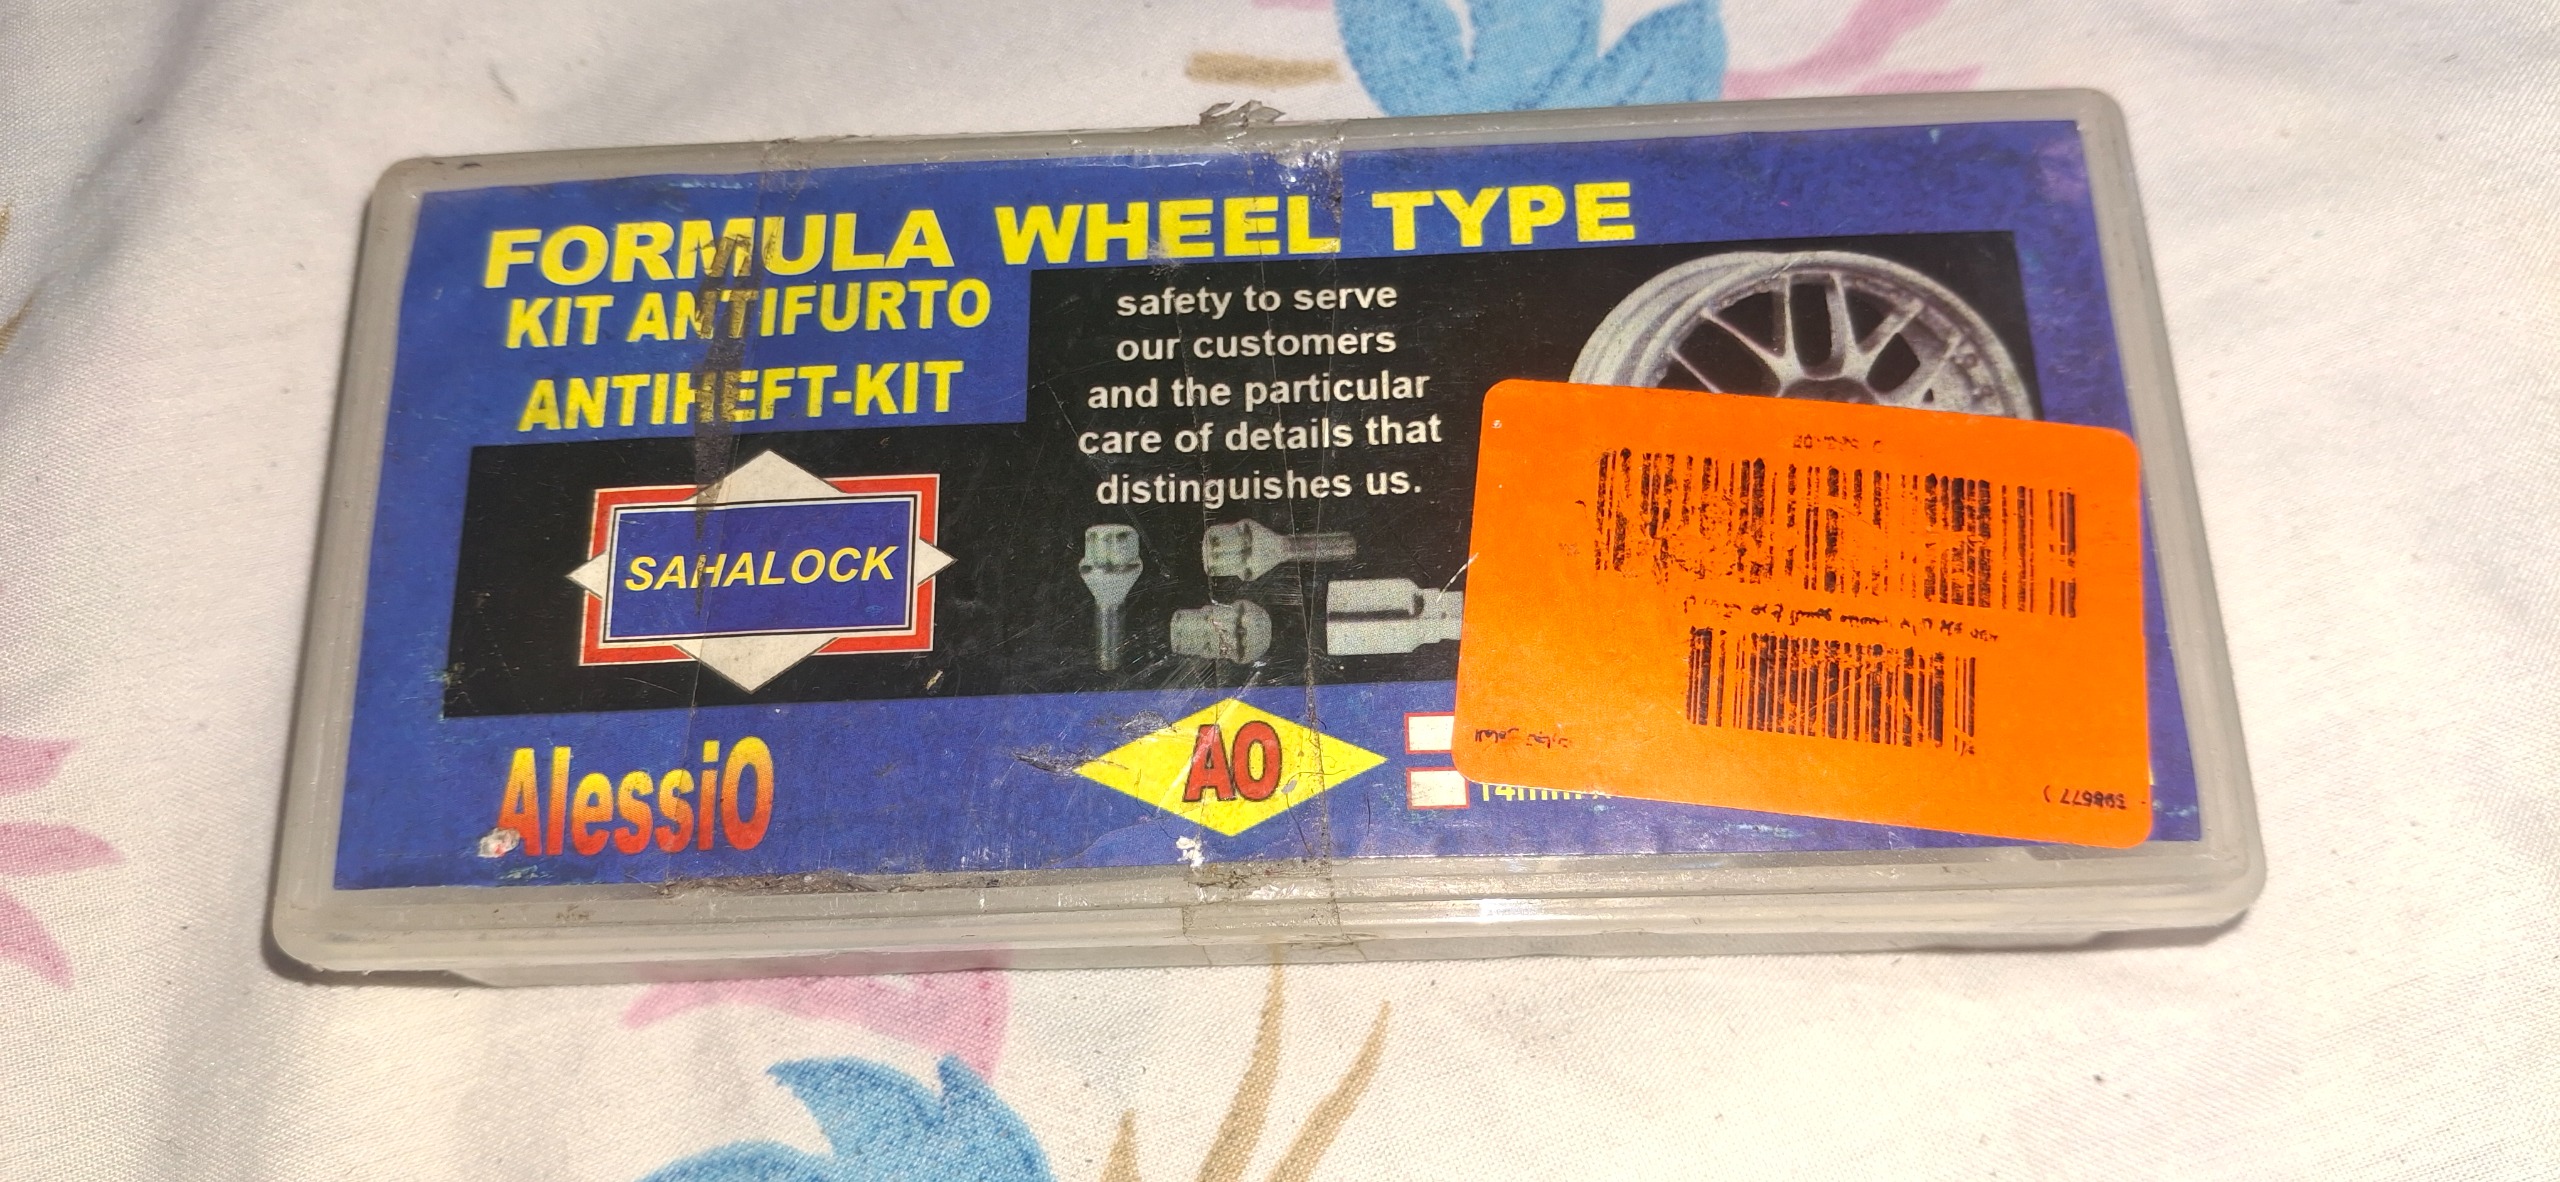 FORMULA WHEEL TYPE
KIT ANTIFURTO
ANTIHEFT-KIT
safety to serve
our customers
and the particular
care of details that
distinguishes us.
SAHALOCK
AlessiO
AO
398677